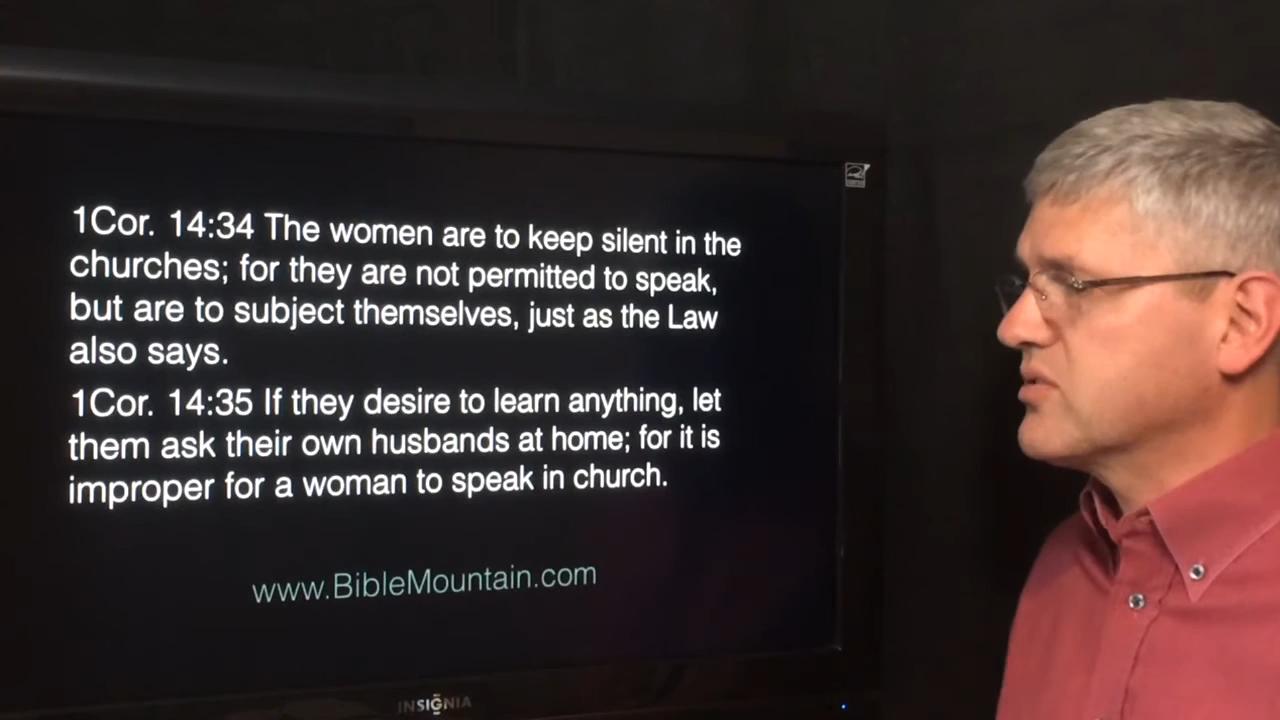 1Cor. 14:34 The women are to keep silent in the
churches; for they are not permitted to speak,
but are to subject themselves, just as the Law
also says.
1Cor. 14:35 If they desire to learn anything, let
them ask their own husbands at home; for it is
improper for a woman to speak in church.
www.BibleMountain.com
INSIGNIA